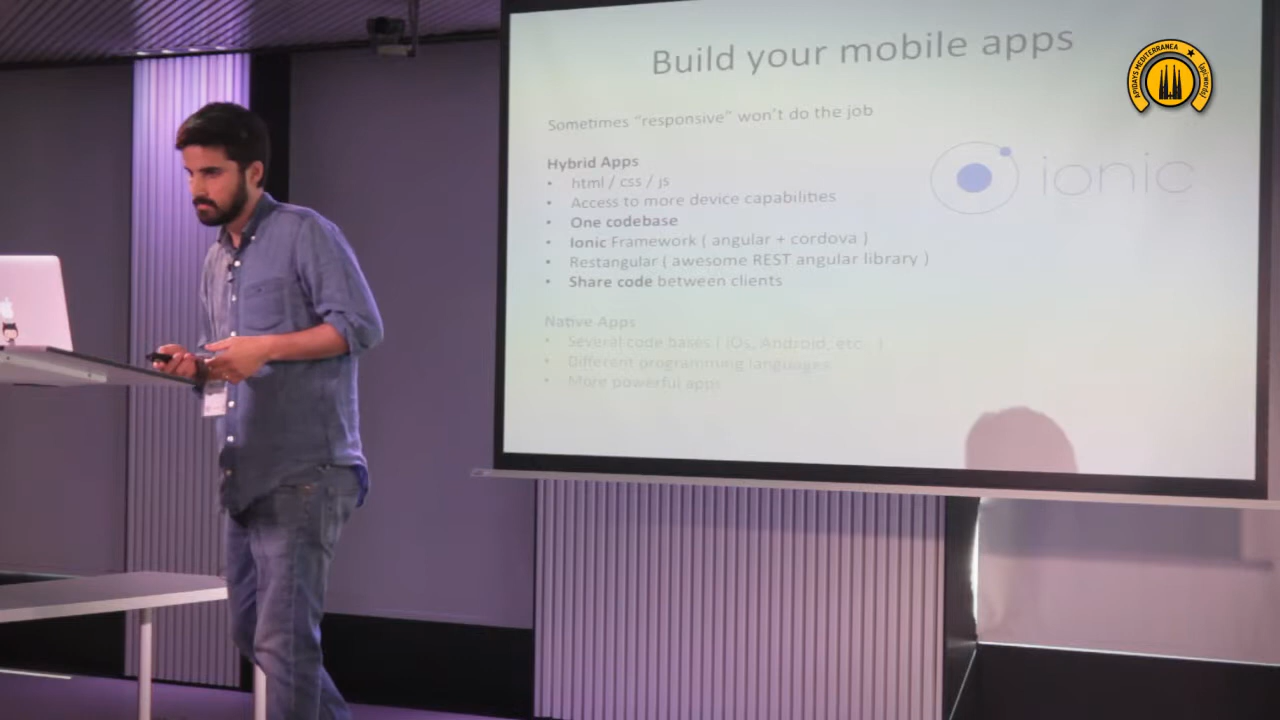 Build your mobile apps
APIDAYS MEDITERRANEA
Sometimes “responsive” won’t do the job
Hybrid Apps
• html / css / js
• Access to more device capabilities
• One codebase
• Ionic Framework ( angular + cordova )
• Restangular ( awesome REST angular library )
• Share code between clients
ionic
Native Apps
• Several code bases ( iOs, Android, etc. )
• Different programming languages
• More powerful apps